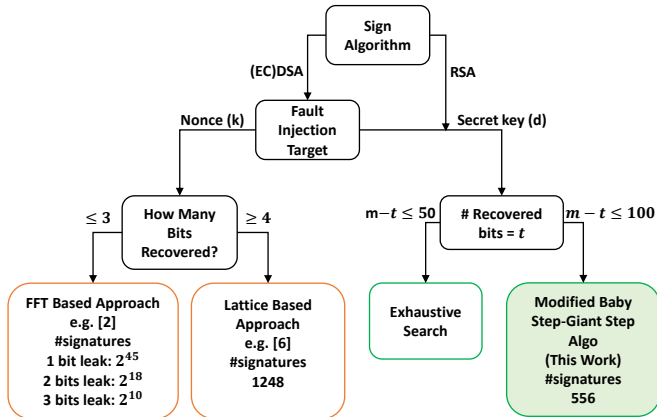 Sign
Algorithm
(EC)DSA
RSA
Fault
Injection
Target
Nonce (k)
Secret key (d)
≤ 3
How Many
Bits
Recovered?
≥ 4
m−t ≤ 50
# Recovered
bits = t
m − t ≤ 100
FFT Based Approach
e.g. [2]
#signatures
1 bit leak: 2^45
2 bits leak: 2^18
3 bits leak: 2^10
Lattice Based
Approach
e.g. [6]
#signatures
1248
Exhaustive
Search
Modified Baby
Step-Giant Step
Algo
(This Work)
#signatures
556